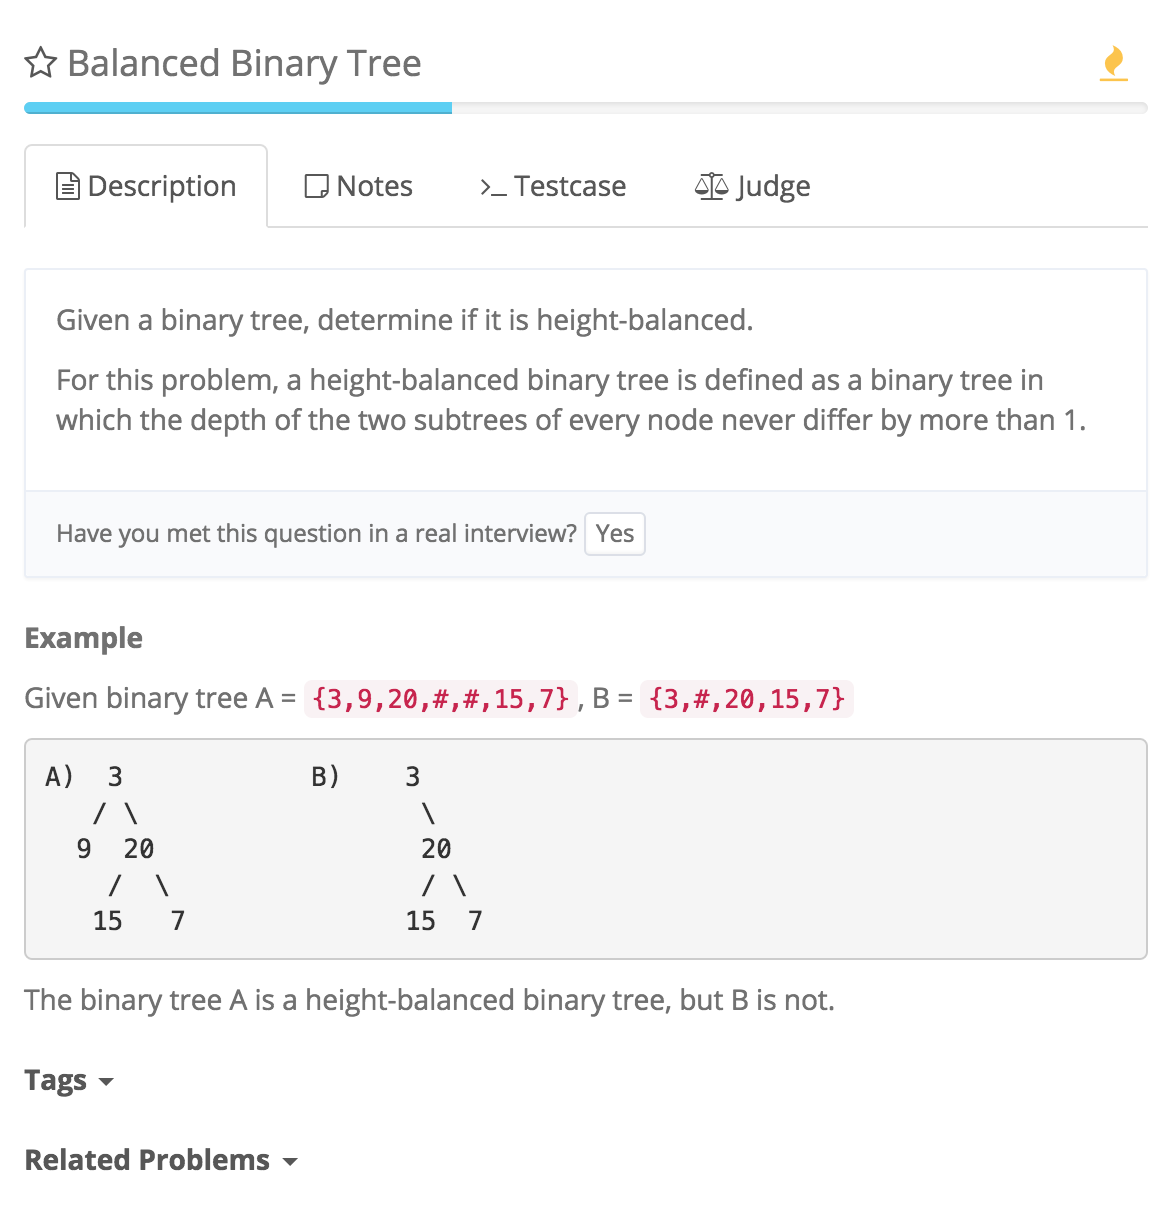 Balanced Binary Tree
Description Notes >_ Testcase Judge
Given a binary tree, determine if it is height-balanced.
For this problem, a height-balanced binary tree is defined as a binary tree in
which the depth of the two subtrees of every node never differ by more than 1.
Have you met this question in a real interview? Yes
Example
Given binary tree A = {3,9,20,#,#,15,7}, B = {3,#,20,15,7}
A)  3            B)    3
   / \                  \
  9  20                 20
    /  \                / \
   15   7              15  7
The binary tree A is a height-balanced binary tree, but B is not.
Tags
Related Problems